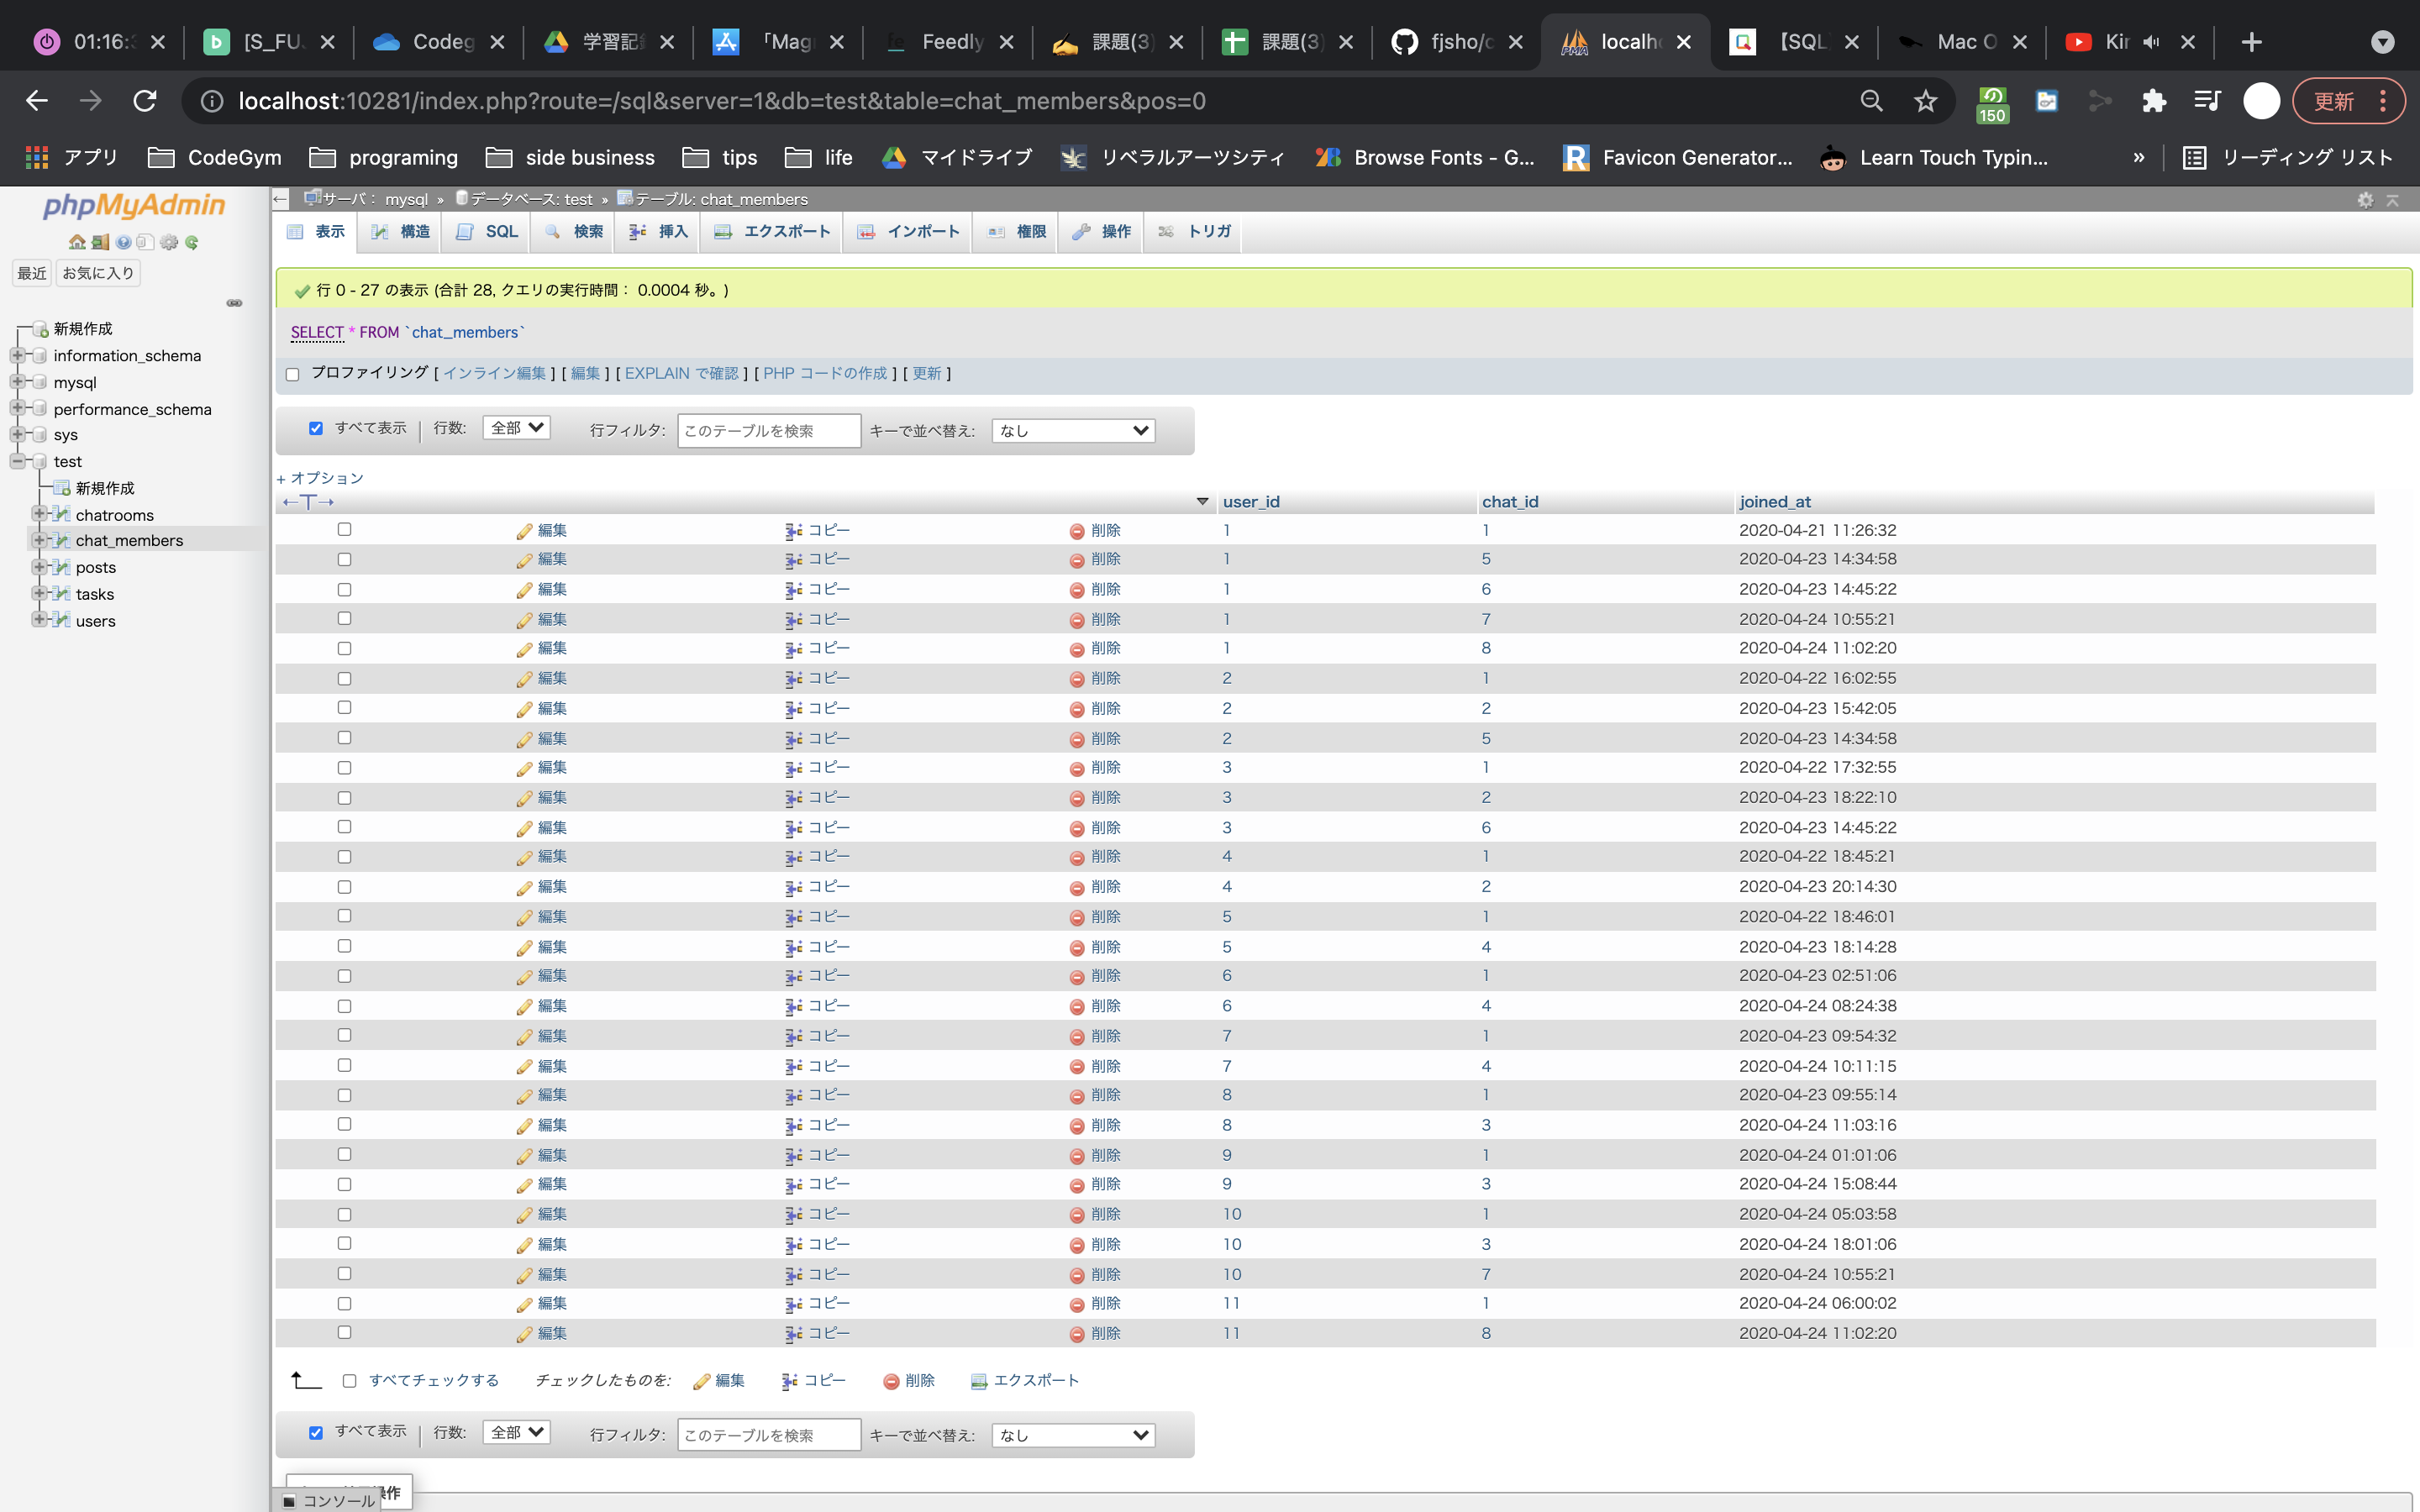 01:16:3
[S_FU
Codeg
学習記録
「Mag
Feedly
課題(3)
課題(3)
fjsho/c
localho
【SQL
Mac O
Kir
localhost:10281/index.php?route=/sql&server=1&db=test&table=chat_members&pos=0
150
更新
アプリ
CodeGym
programing
side business
tips
life
マイドライブ
リベラルアーツシティ
Browse Fonts - G...
Favicon Generator...
Learn Touch Typin...
»
リーディング リスト
phpMyAdmin
最近
お気に入り
新規作成
information_schema
mysql
performance_schema
sys
test
新規作成
chatrooms
chat_members
posts
tasks
users
サーバ: mysql » データベース: test » テーブル: chat_members
表示 構造 SQL 検索 挿入 エクスポート インポート 権限 操作 トリガ
行 0 - 27 の表示 (合計 28, クエリの実行時間: 0.0004 秒。)
SELECT * FROM `chat_members`
プロファイリング [ インライン編集 ] [ 編集 ] [ EXPLAIN で確認 ] [ PHP コードの作成 ] [ 更新 ]
すべて表示 | 行数: 全部 行フィルタ: このテーブルを検索 キーで並べ替え: なし
+ オプション
←T→ user_id chat_id joined_at
編集 コピー 削除 1 1 2020-04-21 11:26:32
編集 コピー 削除 1 5 2020-04-23 14:34:58
編集 コピー 削除 1 6 2020-04-23 14:45:22
編集 コピー 削除 1 7 2020-04-24 10:55:21
編集 コピー 削除 1 8 2020-04-24 11:02:20
編集 コピー 削除 2 1 2020-04-22 16:02:55
編集 コピー 削除 2 2 2020-04-23 15:42:05
編集 コピー 削除 2 5 2020-04-23 14:34:58
編集 コピー 削除 3 1 2020-04-22 17:32:55
編集 コピー 削除 3 2 2020-04-23 18:22:10
編集 コピー 削除 3 6 2020-04-23 14:45:22
編集 コピー 削除 4 1 2020-04-22 18:45:21
編集 コピー 削除 4 2 2020-04-23 20:14:30
編集 コピー 削除 5 1 2020-04-22 18:46:01
編集 コピー 削除 5 4 2020-04-23 18:14:28
編集 コピー 削除 6 1 2020-04-23 02:51:06
編集 コピー 削除 6 4 2020-04-24 08:24:38
編集 コピー 削除 7 1 2020-04-23 09:54:32
編集 コピー 削除 7 4 2020-04-24 10:11:15
編集 コピー 削除 8 1 2020-04-23 09:55:14
編集 コピー 削除 8 3 2020-04-24 11:03:16
編集 コピー 削除 9 1 2020-04-24 01:01:06
編集 コピー 削除 9 3 2020-04-24 15:08:44
編集 コピー 削除 10 1 2020-04-24 05:03:58
編集 コピー 削除 10 3 2020-04-24 18:01:06
編集 コピー 削除 10 7 2020-04-24 10:55:21
編集 コピー 削除 11 1 2020-04-24 06:00:02
編集 コピー 削除 11 8 2020-04-24 11:02:20
すべてチェックする チェックしたものを: 編集 コピー 削除 エクスポート
すべて表示 | 行数: 全部 行フィルタ: このテーブルを検索 キーで並べ替え: なし
操作
コンソール